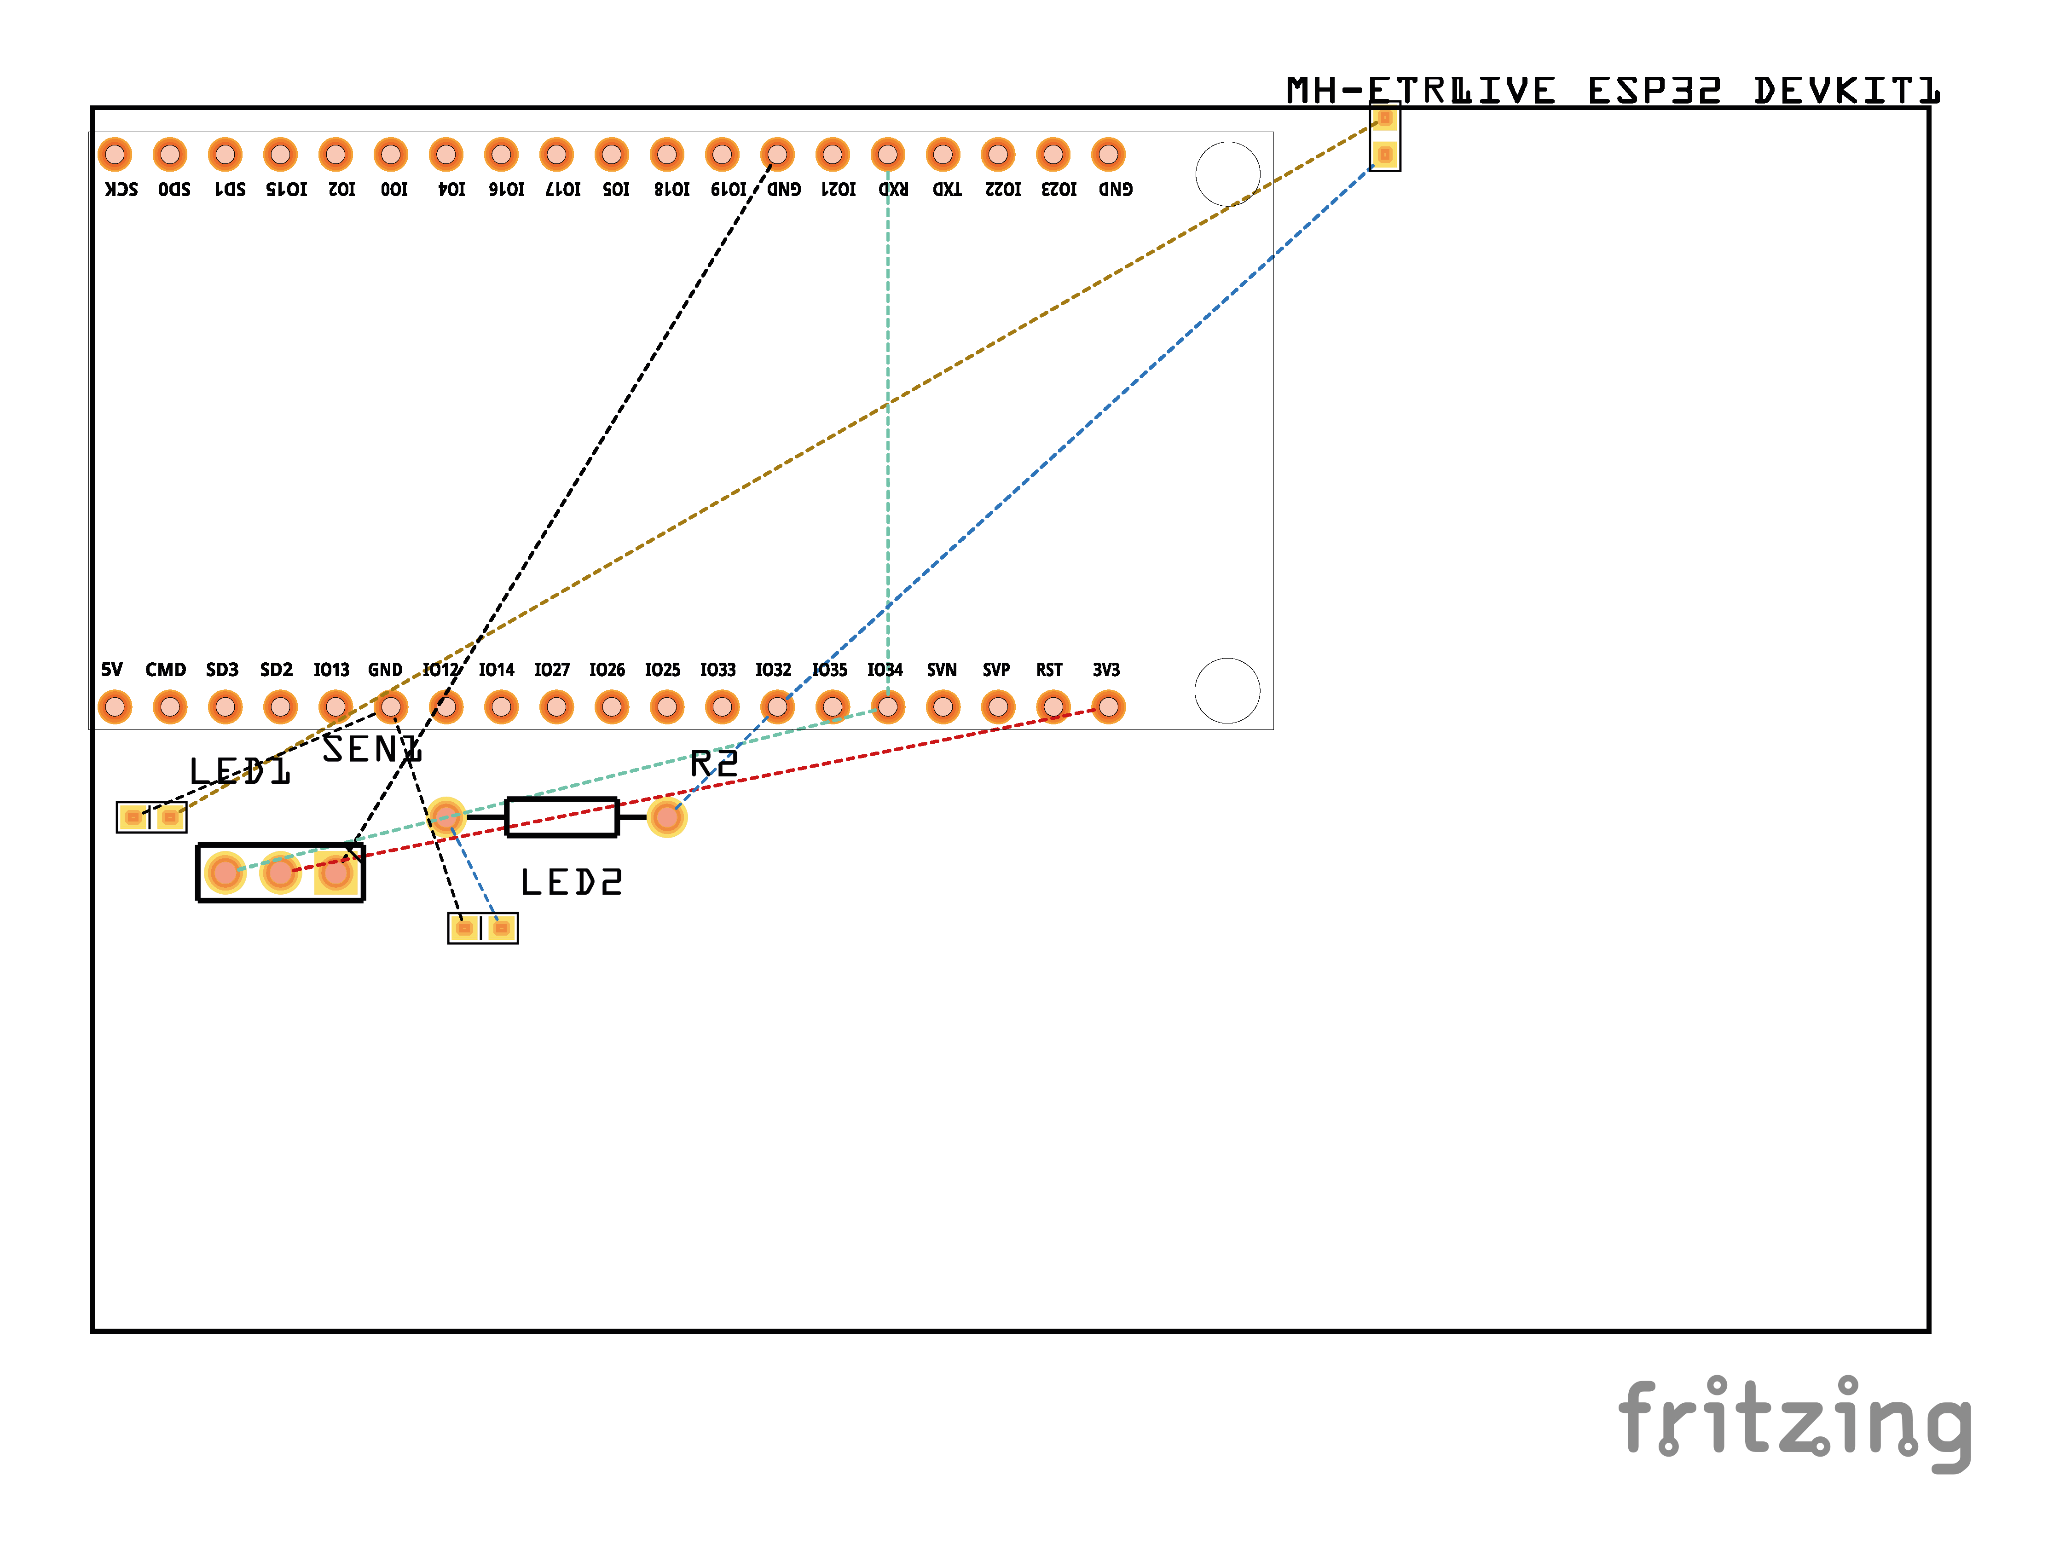 MH-ETR1LIVE ESP32 DEVKIT1
SCK SD0 SD1 IO15 IO2 IO0 IO4 IO16 IO17 IO5 IO18 IO19 GND IO21 RXD TXD IO22 IO23 GND
5V CMD SD3 SD2 IO13 GND IO12 IO14 IO27 IO26 IO25 IO33 IO32 IO35 IO34 SVN SVP RST 3V3
SEN1
R2
LED1
LED2
fritzing